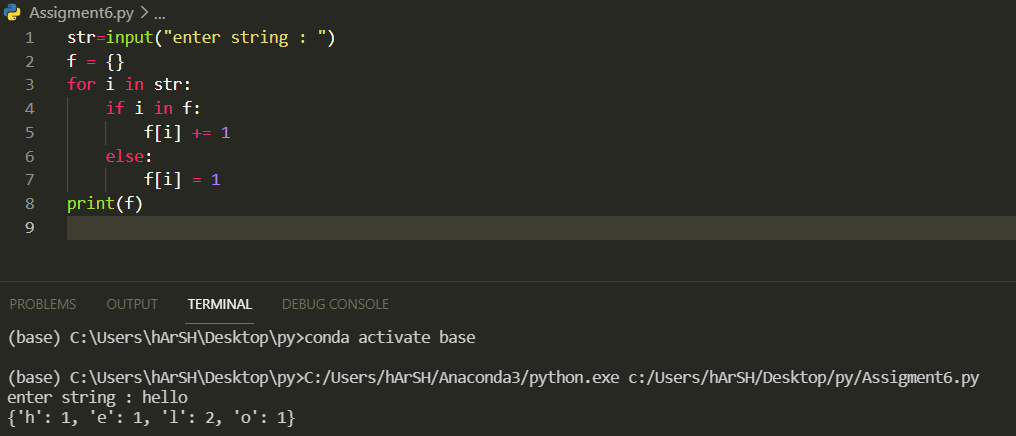 Assigment6.py > ...
1 str=input("enter string : ")
2 f = {}
3 for i in str:
4     if i in f:
5         f[i] += 1
6     else:
7         f[i] = 1
8 print(f)
9
PROBLEMS OUTPUT TERMINAL DEBUG CONSOLE
(base) C:\Users\hArSH\Desktop\py>conda activate base
(base) C:\Users\hArSH\Desktop\py>C:/Users/hArSH/Anaconda3/python.exe c:/Users/hArSH/Desktop/py/Assigment6.py
enter string : hello
{'h': 1, 'e': 1, 'l': 2, 'o': 1}